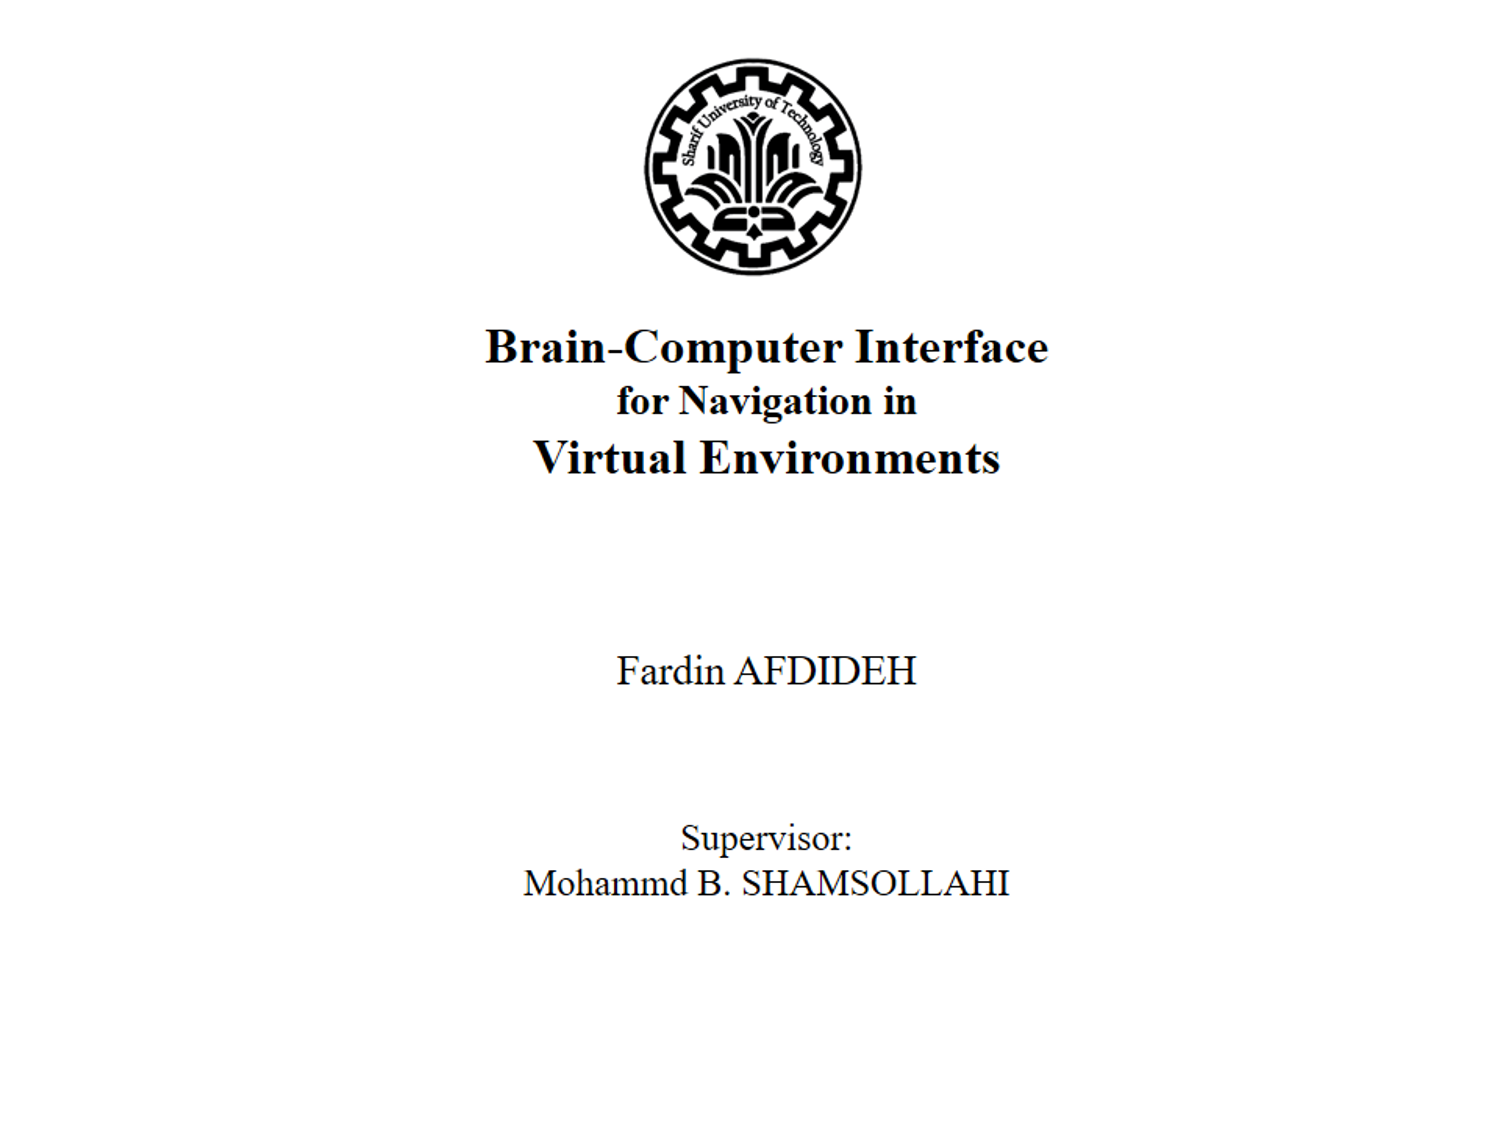 Sharif University of Technology
Brain-Computer Interface
for Navigation in
Virtual Environments
Fardin AFDIDEH
Supervisor:
Mohammd B. SHAMSOLLAHI